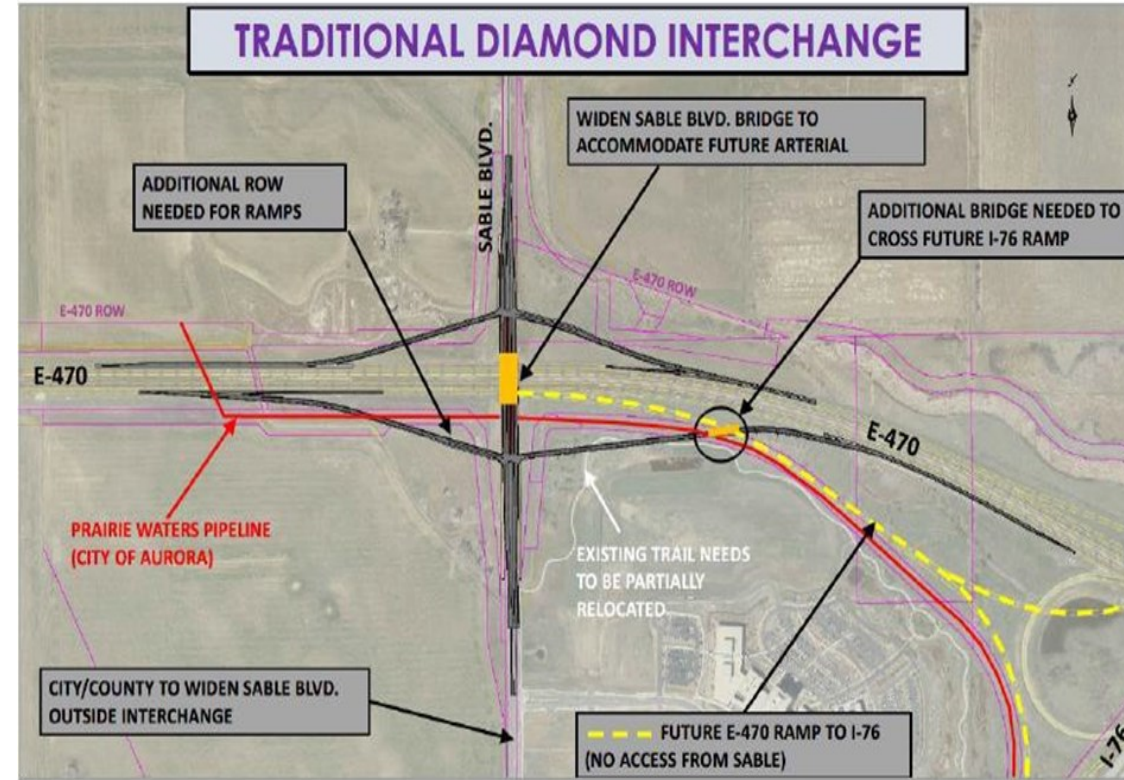 TRADITIONAL DIAMOND INTERCHANGE
WIDEN SABLE BLVD. BRIDGE TO
ACCOMMODATE FUTURE ARTERIAL
SABLE BLVD.
ADDITIONAL ROW
NEEDED FOR RAMPS
ADDITIONAL BRIDGE NEEDED TO
CROSS FUTURE I-76 RAMP
E-470 ROW
E-470 ROW
E-470
E-470
PRAIRIE WATERS PIPELINE
(CITY OF AURORA)
EXISTING TRAIL NEEDS
TO BE PARTIALLY
RELOCATED
CITY/COUNTY TO WIDEN SABLE BLVD.
OUTSIDE INTERCHANGE
FUTURE E-470 RAMP TO I-76
(NO ACCESS FROM SABLE)
I-76